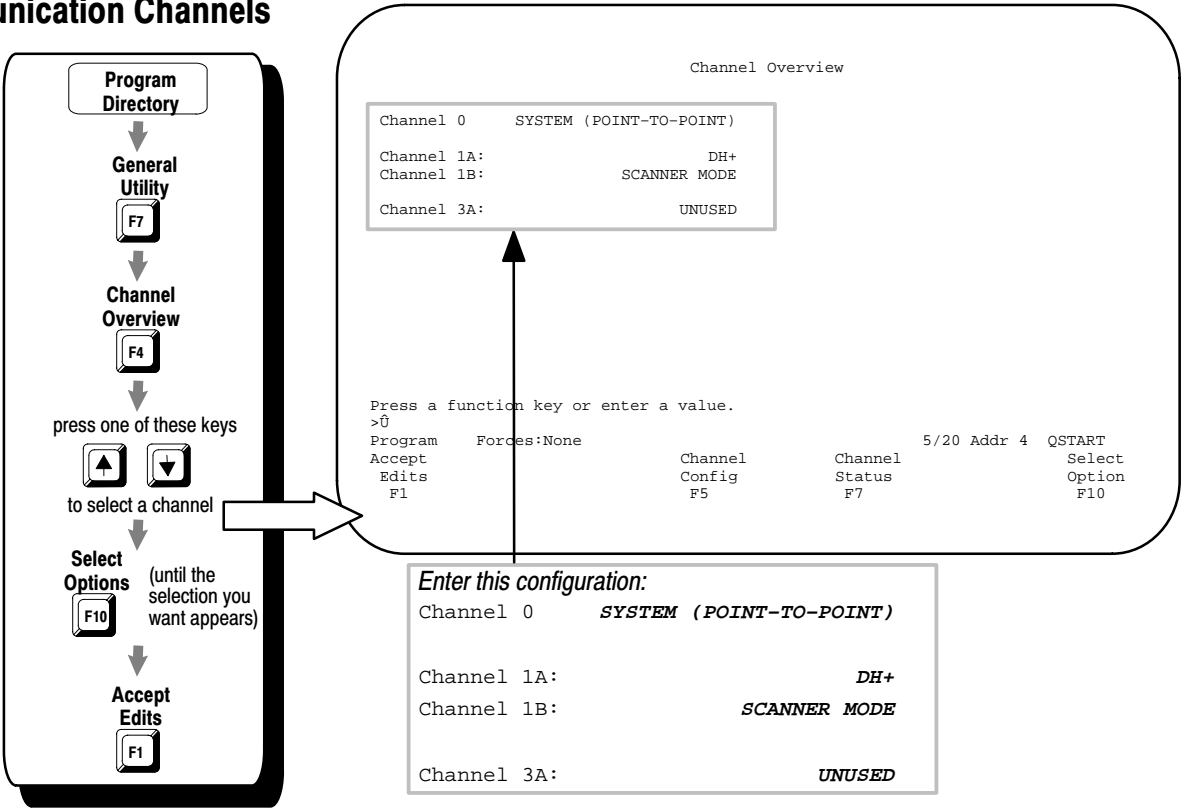 unication Channels
Program
Directory
General
Utility
F7
Channel
Overview
F4
press one of these keys
to select a channel
Select
Options
F10
(until the
selection you
want appears)
Accept
Edits
F1
Channel Overview
Channel 0 SYSTEM (POINT-TO-POINT)
Channel 1A: DH+
Channel 1B: SCANNER MODE
Channel 3A: UNUSED
Press a function key or enter a value.
>Û
Program Forces:None 5/20 Addr 4 QSTART
Accept Channel Channel Select
Edits Config Status Option
F1 F5 F7 F10
Enter this configuration:
Channel 0 SYSTEM (POINT-TO-POINT)
Channel 1A: DH+
Channel 1B: SCANNER MODE
Channel 3A: UNUSED